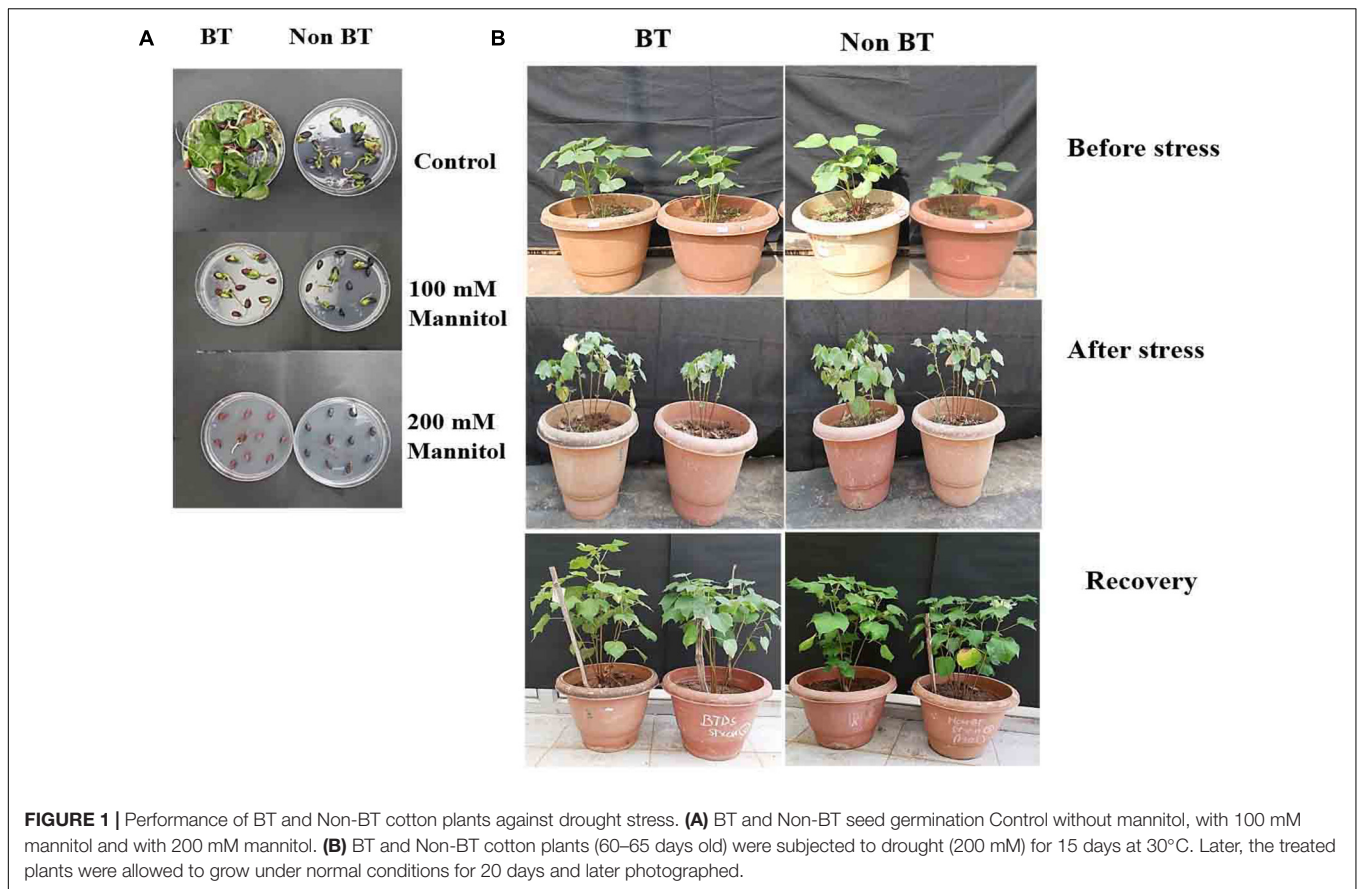 A BT Non BT
Control
100 mM
Mannitol
200 mM
Mannitol
B BT Non BT
Before stress
After stress
Recovery
BTDS
FIGURE 1 | Performance of BT and Non-BT cotton plants against drought stress. (A) BT and Non-BT seed germination Control without mannitol, with 100 mM
mannitol and with 200 mM mannitol. (B) BT and Non-BT cotton plants (60–65 days old) were subjected to drought (200 mM) for 15 days at 30°C. Later, the treated
plants were allowed to grow under normal conditions for 20 days and later photographed.